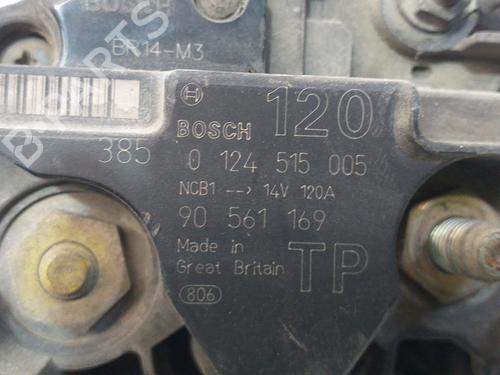 BOSCH
BR14-M3
BOSCH 120
385 0 124 515 005
NCB1 --> 14V 120A
90 561 169
Made in
Great Britain TP
806